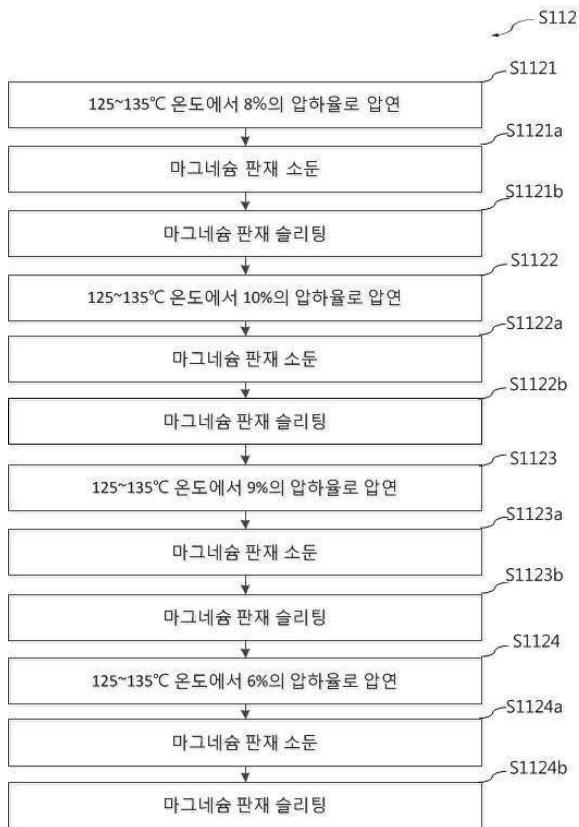 S112
S1121
125~135℃ 온도에서 8%의 압하율로 압연
S1121a
마그네슘 판재 소둔
S1121b
마그네슘 판재 슬리팅
S1122
125~135℃ 온도에서 10%의 압하율로 압연
S1122a
마그네슘 판재 소둔
S1122b
마그네슘 판재 슬리팅
S1123
125~135℃ 온도에서 9%의 압하율로 압연
S1123a
마그네슘 판재 소둔
S1123b
마그네슘 판재 슬리팅
S1124
125~135℃ 온도에서 6%의 압하율로 압연
S1124a
마그네슘 판재 소둔
S1124b
마그네슘 판재 슬리팅